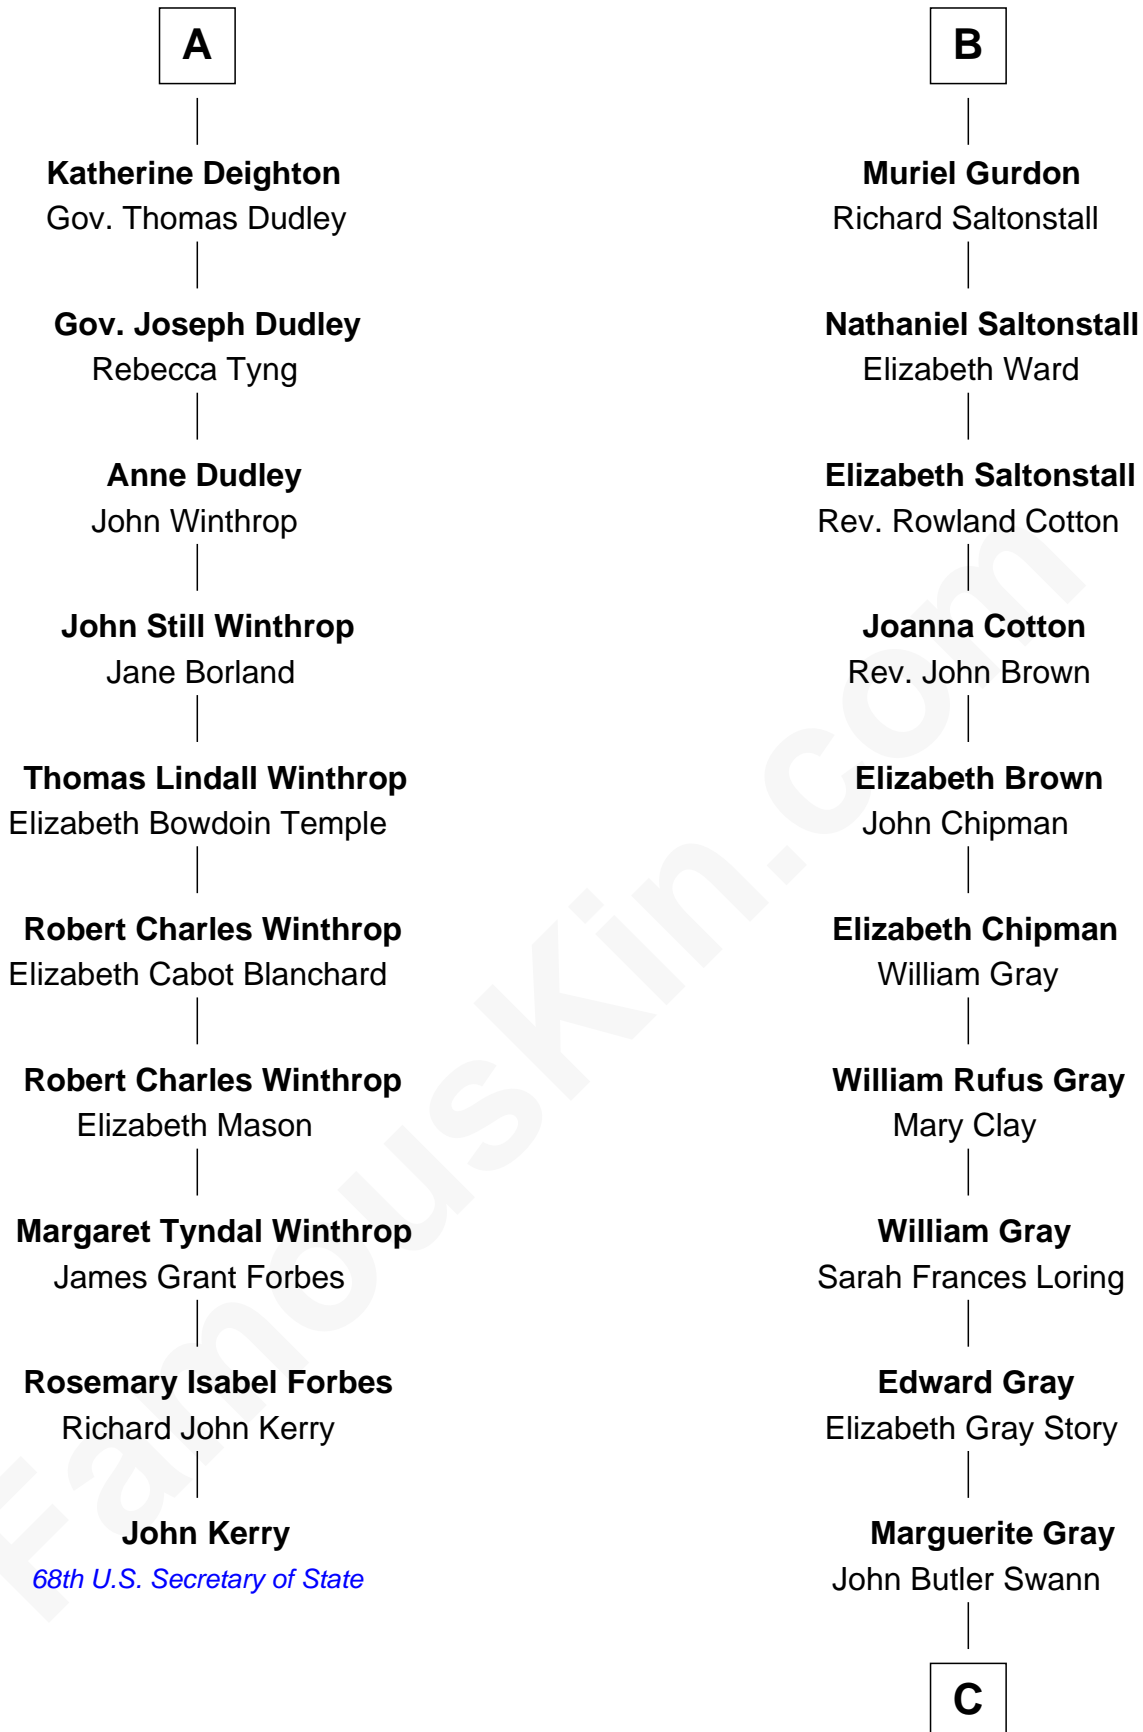 A
Katherine Deighton
Gov. Thomas Dudley
Gov. Joseph Dudley
Rebecca Tyng
Anne Dudley
John Winthrop
John Still Winthrop
Jane Borland
Thomas Lindall Winthrop
Elizabeth Bowdoin Temple
Robert Charles Winthrop
Elizabeth Cabot Blanchard
Robert Charles Winthrop
Elizabeth Mason
Margaret Tyndal Winthrop
James Grant Forbes
Rosemary Isabel Forbes
Richard John Kerry
John Kerry
68th U.S. Secretary of State
B
Muriel Gurdon
Richard Saltonstall
Nathaniel Saltonstall
Elizabeth Ward
Elizabeth Saltonstall
Rev. Rowland Cotton
Joanna Cotton
Rev. John Brown
Elizabeth Brown
John Chipman
Elizabeth Chipman
William Gray
William Rufus Gray
Mary Clay
William Gray
Sarah Frances Loring
Edward Gray
Elizabeth Gray Story
Marguerite Gray
John Butler Swann
C
FamousKin.com